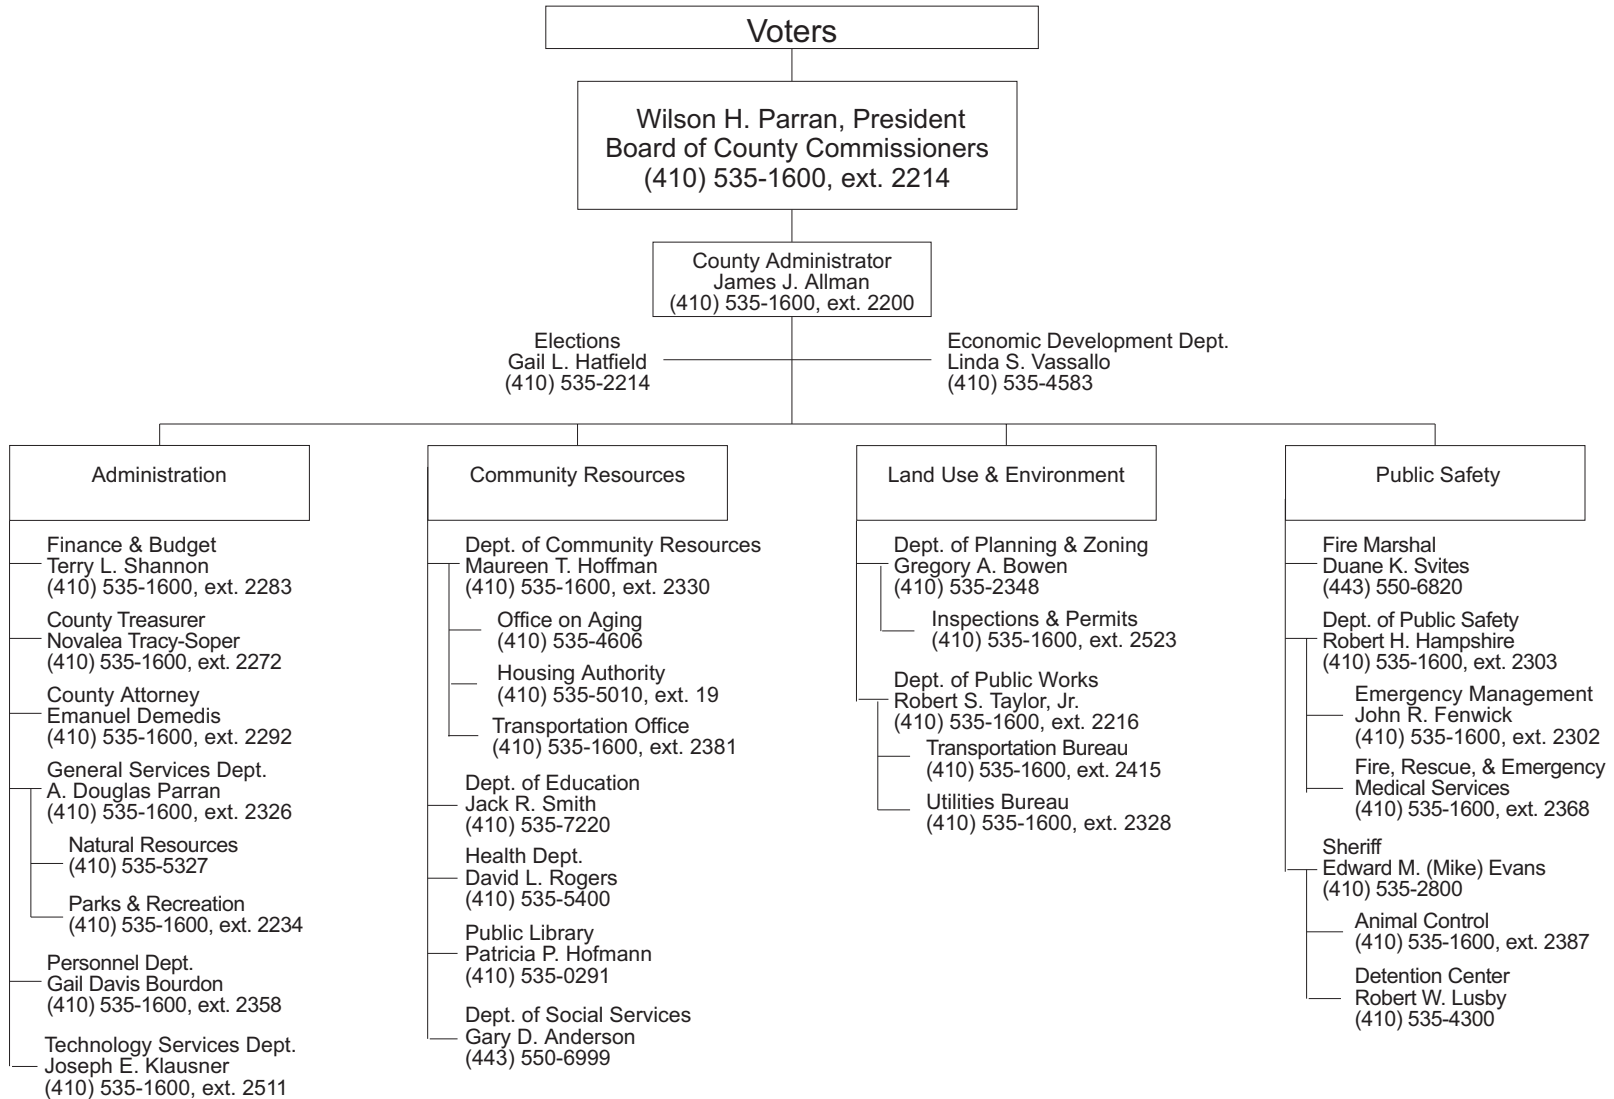 Voters
Wilson H. Parran, President
Board of County Commissioners
(410) 535-1600, ext. 2214
County Administrator
James J. Allman
(410) 535-1600, ext. 2200
Elections
Gail L. Hatfield
(410) 535-2214
Economic Development Dept.
Linda S. Vassallo
(410) 535-4583
Administration
Finance & Budget
Terry L. Shannon
(410) 535-1600, ext. 2283
County Treasurer
Novalea Tracy-Soper
(410) 535-1600, ext. 2272
County Attorney
Emanuel Demedis
(410) 535-1600, ext. 2292
General Services Dept.
A. Douglas Parran
(410) 535-1600, ext. 2326
Natural Resources
(410) 535-5327
Parks & Recreation
(410) 535-1600, ext. 2234
Personnel Dept.
Gail Davis Bourdon
(410) 535-1600, ext. 2358
Technology Services Dept.
Joseph E. Klausner
(410) 535-1600, ext. 2511
Community Resources
Dept. of Community Resources
Maureen T. Hoffman
(410) 535-1600, ext. 2330
Office on Aging
(410) 535-4606
Housing Authority
(410) 535-5010, ext. 19
Transportation Office
(410) 535-1600, ext. 2381
Dept. of Education
Jack R. Smith
(410) 535-7220
Health Dept.
David L. Rogers
(410) 535-5400
Public Library
Patricia P. Hofmann
(410) 535-0291
Dept. of Social Services
Gary D. Anderson
(443) 550-6999
Land Use & Environment
Dept. of Planning & Zoning
Gregory A. Bowen
(410) 535-2348
Inspections & Permits
(410) 535-1600, ext. 2523
Dept. of Public Works
Robert S. Taylor, Jr.
(410) 535-1600, ext. 2216
Transportation Bureau
(410) 535-1600, ext. 2415
Utilities Bureau
(410) 535-1600, ext. 2328
Public Safety
Fire Marshal
Duane K. Svites
(443) 550-6820
Dept. of Public Safety
Robert H. Hampshire
(410) 535-1600, ext. 2303
Emergency Management
John R. Fenwick
(410) 535-1600, ext. 2302
Fire, Rescue, & Emergency
Medical Services
(410) 535-1600, ext. 2368
Sheriff
Edward M. (Mike) Evans
(410) 535-2800
Animal Control
(410) 535-1600, ext. 2387
Detention Center
Robert W. Lusby
(410) 535-4300